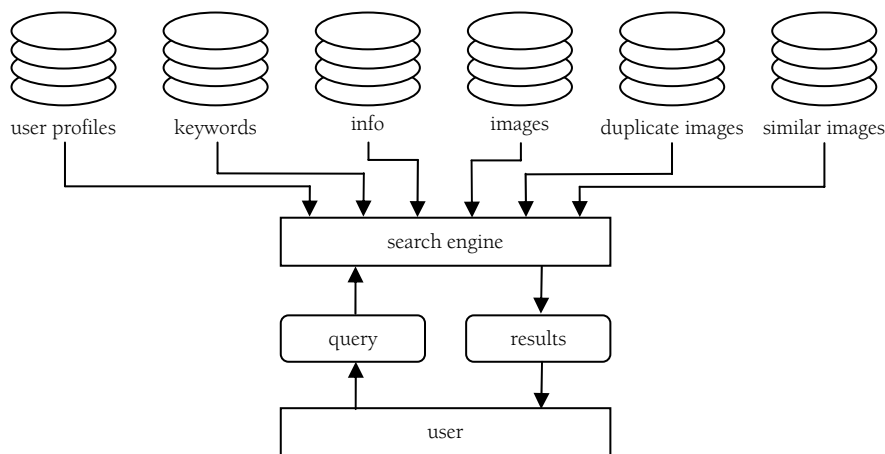 user profiles
keywords
info
images
duplicate images
similar images
search engine
query
results
user